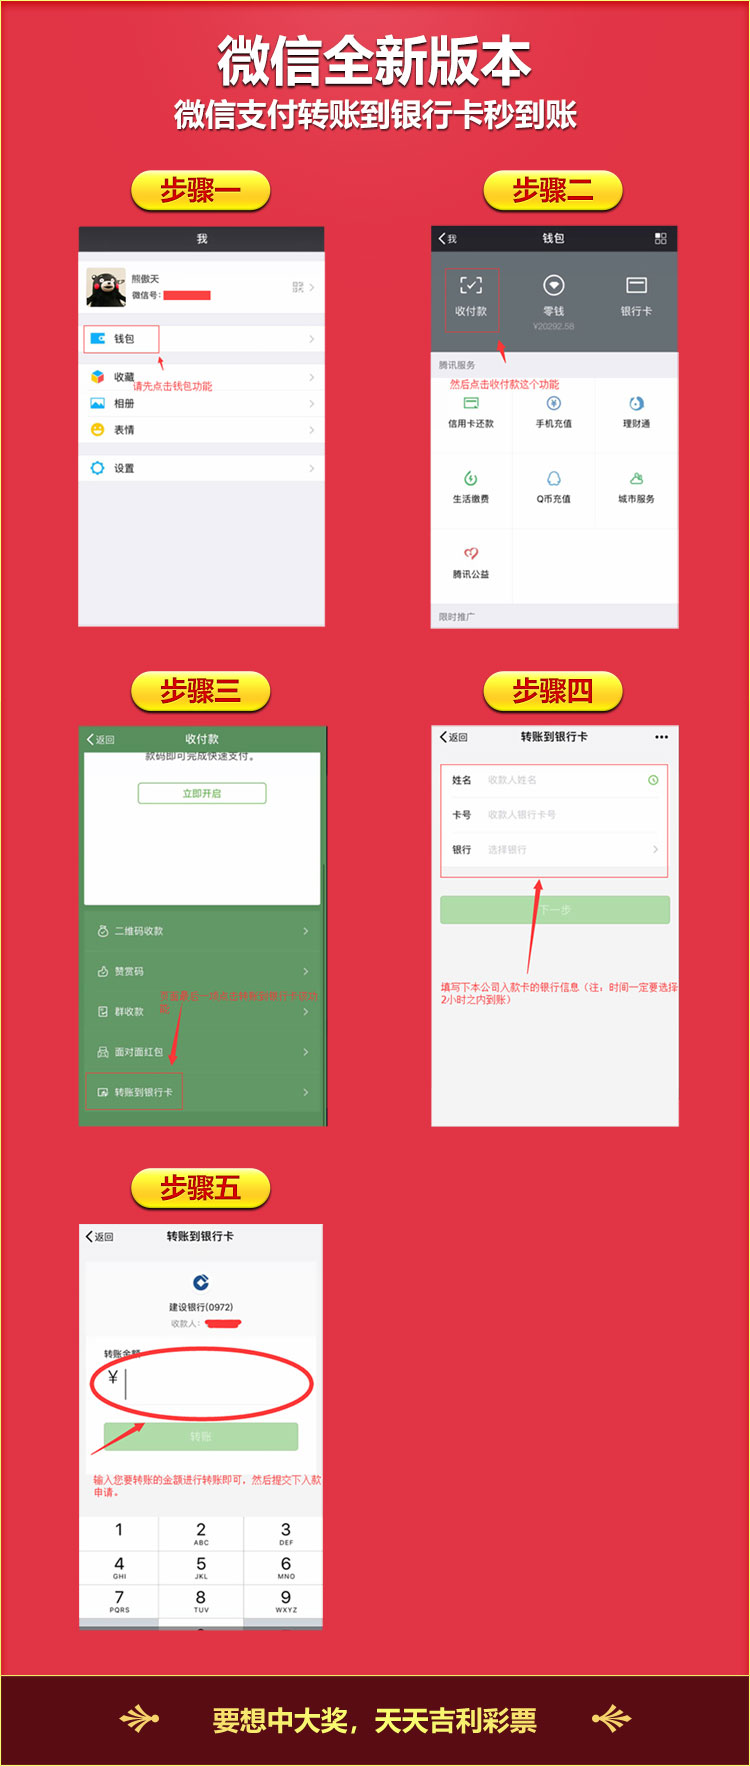 微信全新版本
微信支付转账到银行卡秒到账
步骤一
我
熊傲天
微信号:
钱包
请先点击钱包功能
收藏
相册
表情
设置
步骤二
我
钱包
收付款
零钱
¥20292.58
银行卡
腾讯服务
然后点击收付款这个功能
信用卡还款
手机充值
理财通
生活缴费
Q币充值
城市服务
腾讯公益
限时推广
步骤三
返回
收付款
款码即可完成快速支付。
立即开启
二维码收款
赞赏码
页面最后一项点击转账到银行卡该功
能
群收款
面对面红包
转账到银行卡
步骤四
返回
转账到银行卡
姓名 收款人姓名
卡号 收款人银行卡号
银行 选择银行
下一步
填写下本公司入款卡的银行信息（注：时间一定要选择
2小时之内到账）
步骤五
返回
转账到银行卡
建设银行(0972)
收款人:
转账金额
¥
转账
输入您要转账的金额进行转账即可，然后提交下入款
申请。
1
2
ABC
3
DEF
4
GHI
5
JKL
6
MNO
7
PQRS
8
TUV
9
WXYZ
要想中大奖，天天吉利彩票